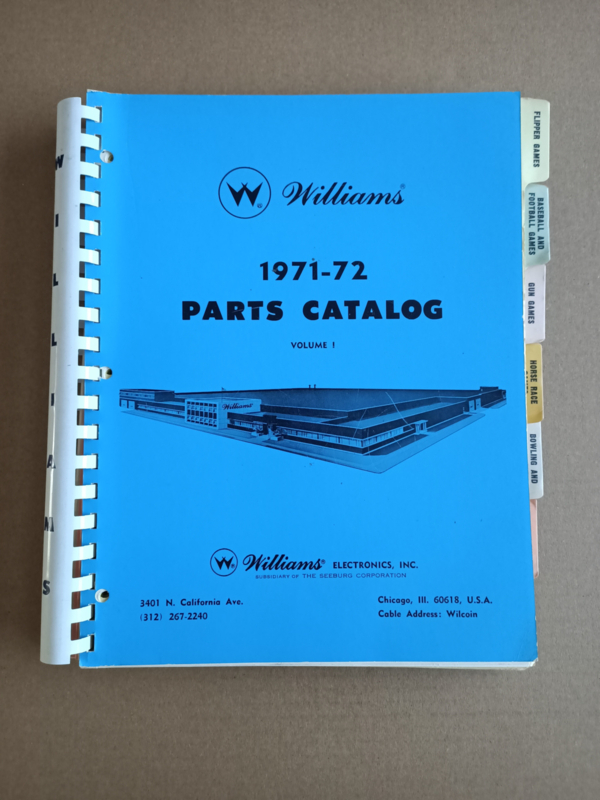 WILLIAMS
W®
Williams®
1971-72
PARTS CATALOG
VOLUME 1
Williams
W® Williams® ELECTRONICS, INC.
SUBSIDIARY OF THE SEEBURG CORPORATION
3401 N. California Ave.
(312) 267-2240
Chicago, Ill. 60618, U.S.A.
Cable Address: Wilcoin
FLIPPER GAMES
BASEBALL AND
FOOTBALL GAMES
GUN GAMES
HORSE RACE
BOWLING AND